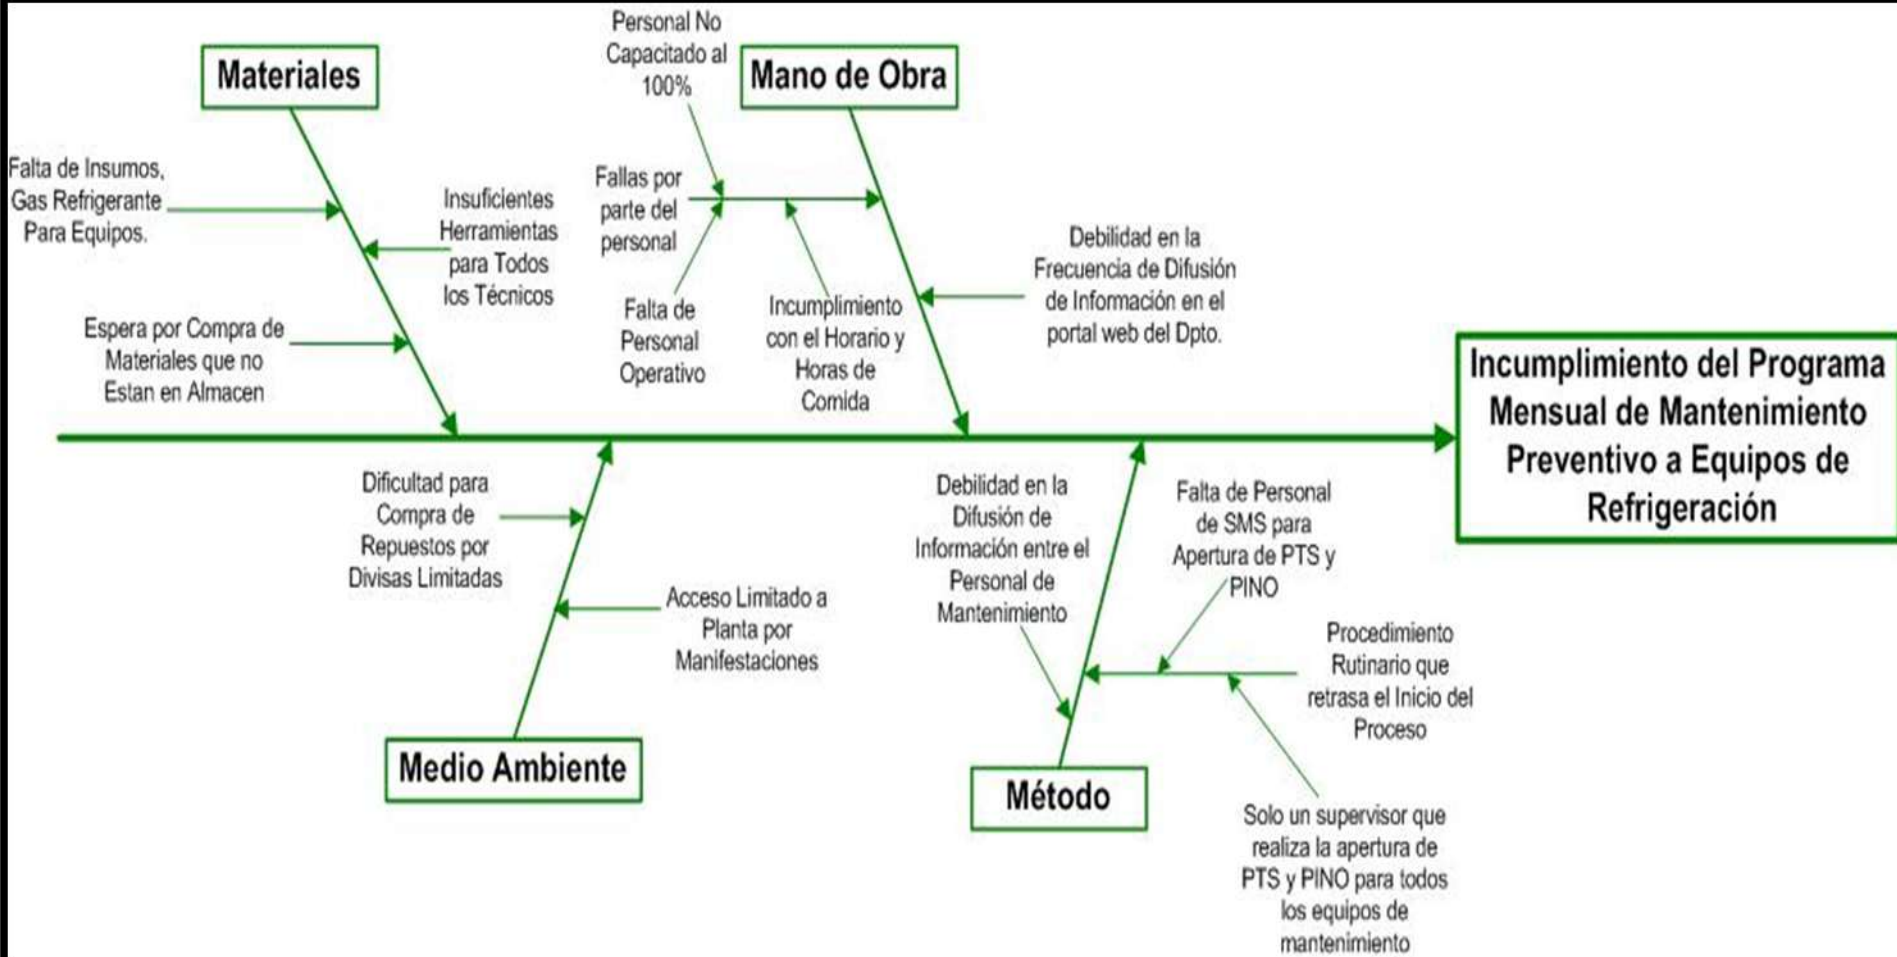 Materiales
Personal No
Capacitado al
100%
Mano de Obra
Falta de Insumos,
Gas Refrigerante
Para Equipos.
Insuficientes
Herramientas
para Todos
los Técnicos
Espera por Compra de
Materiales que no
Estan en Almacen
Fallas por
parte del
personal
Falta de
Personal
Operativo
Incumplimiento
con el Horario y
Horas de
Comida
Debilidad en la
Frecuencia de Difusión
de Información en el
portal web del Dpto.
Incumplimiento del Programa
Mensual de Mantenimiento
Preventivo a Equipos de
Refrigeración
Dificultad para
Compra de
Repuestos por
Divisas Limitadas
Acceso Limitado a
Planta por
Manifestaciones
Medio Ambiente
Debilidad en la
Difusión de
Información entre el
Personal de
Mantenimiento
Falta de Personal
de SMS para
Apertura de PTS y
PINO
Procedimiento
Rutinario que
retrasa el Inicio del
Proceso
Método
Solo un supervisor que
realiza la apertura de
PTS y PINO para todos
los equipos de
mantenimiento